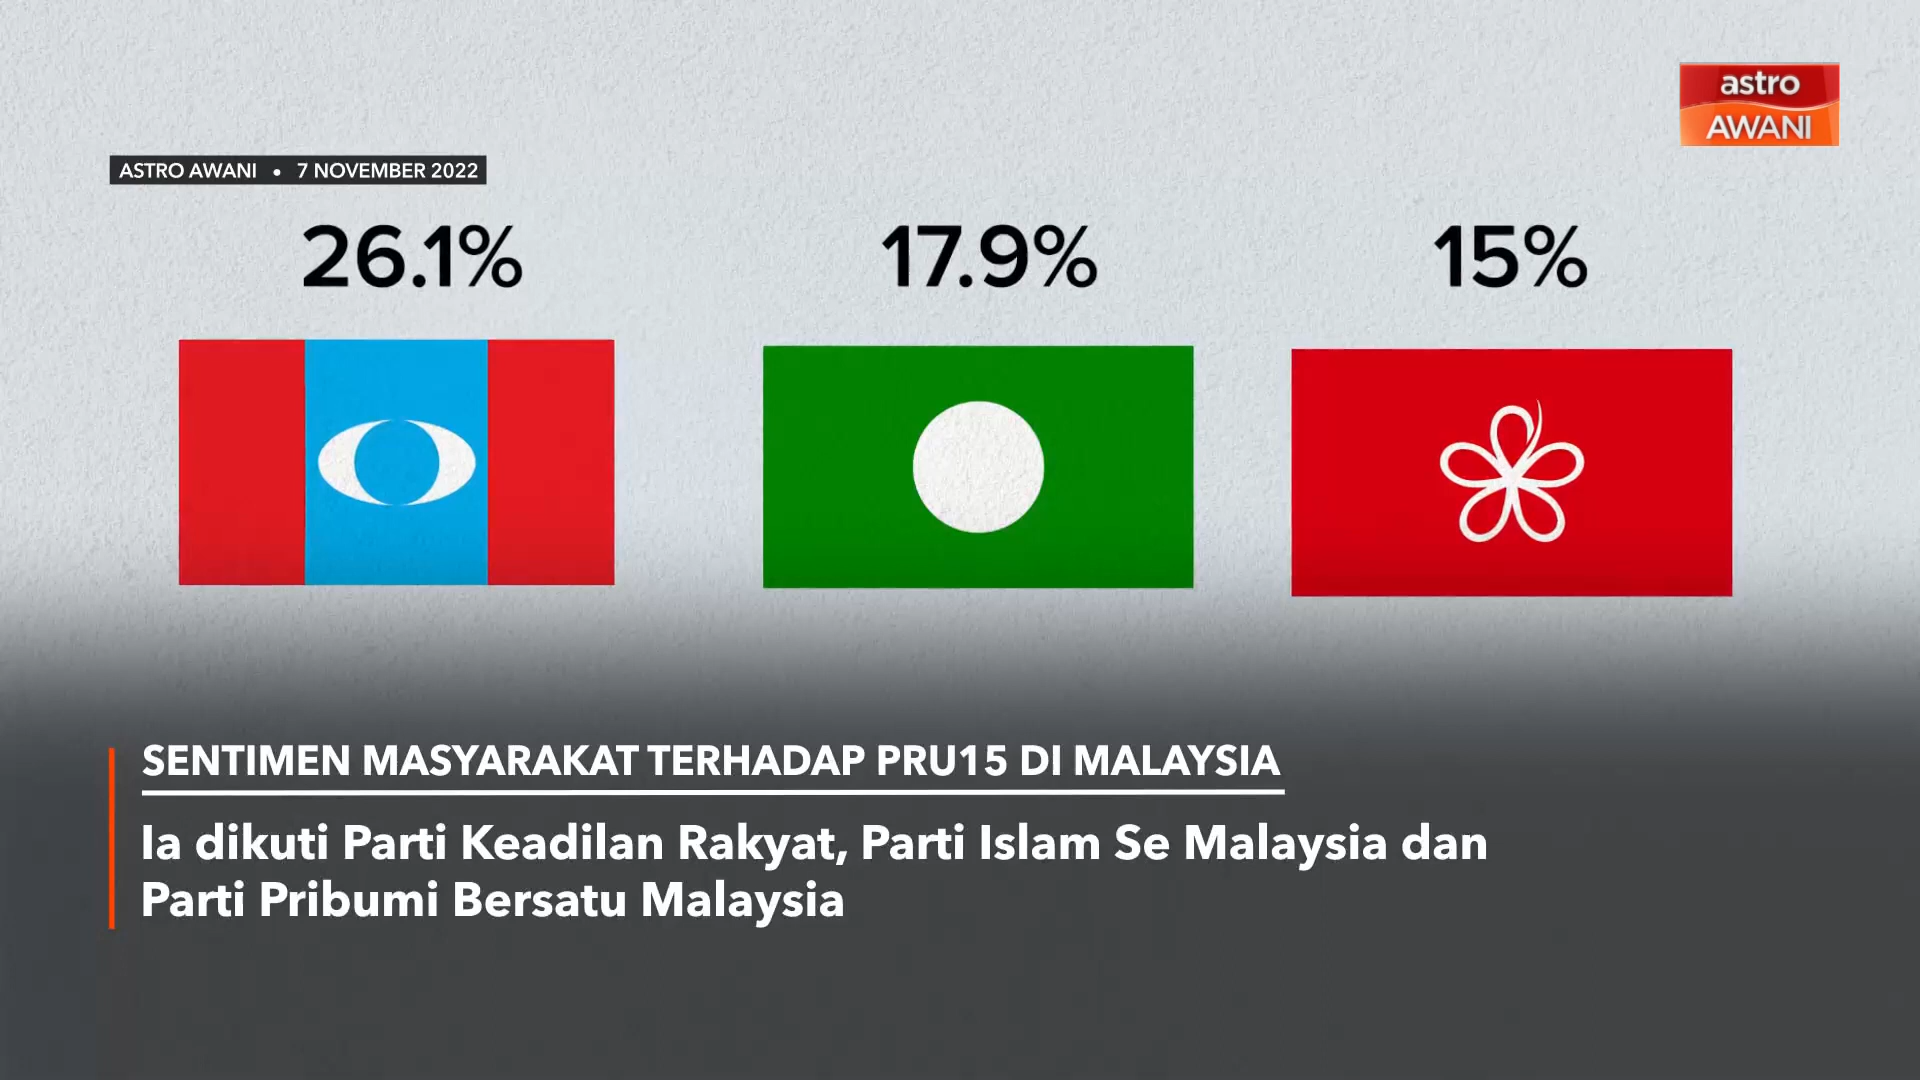 astro
AWANI
ASTRO AWANI • 7 NOVEMBER 2022
26.1% 17.9% 15%
SENTIMEN MASYARAKAT TERHADAP PRU15 DI MALAYSIA
Ia dikuti Parti Keadilan Rakyat, Parti Islam Se Malaysia dan
Parti Pribumi Bersatu Malaysia